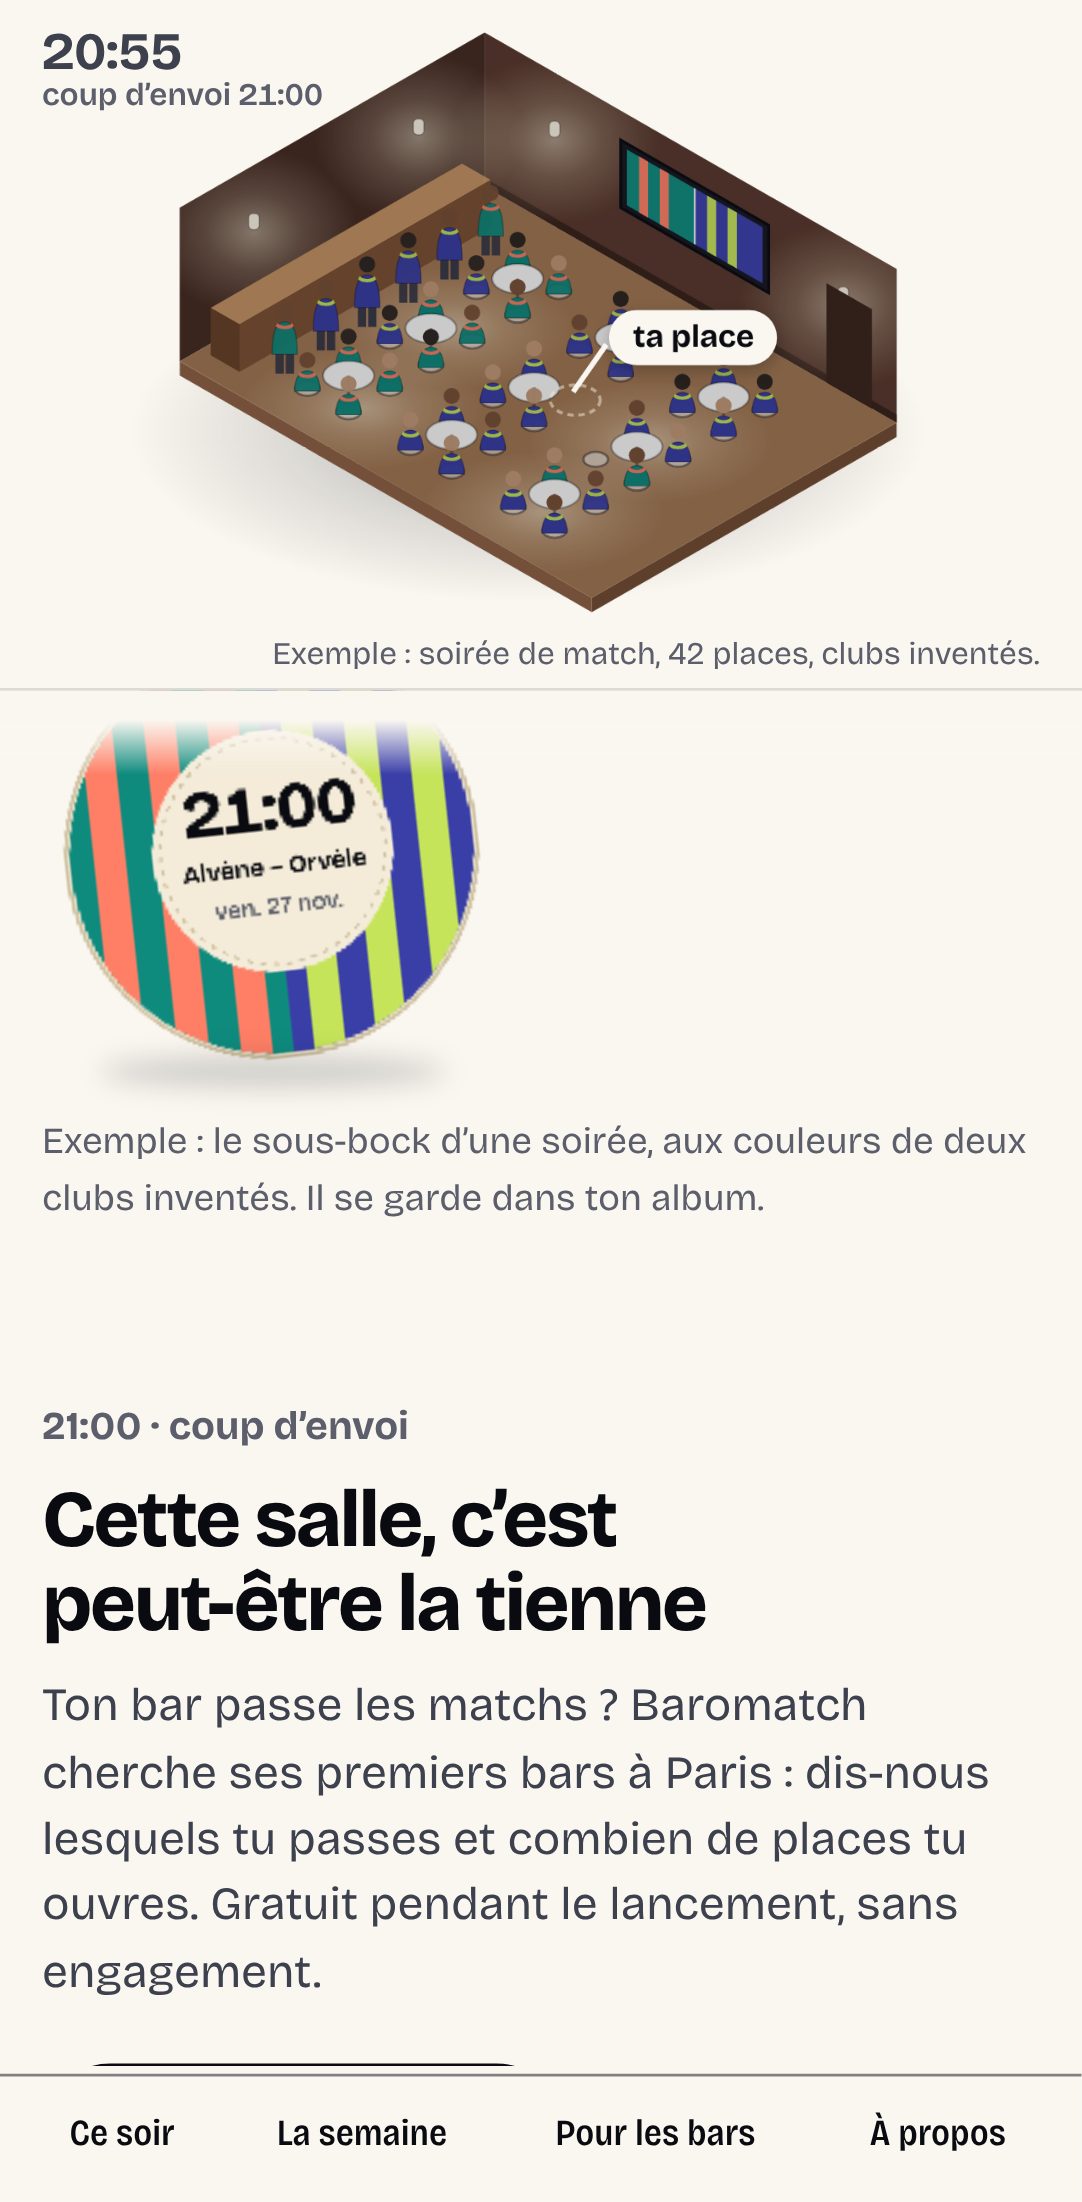 20:55
coup d’envoi 21:00
ta place
Exemple : soirée de match, 42 places, clubs inventés.
21:00
Alvène – Orvèle
ven. 27 nov.
Exemple : le sous-bock d’une soirée, aux couleurs de deux
clubs inventés. Il se garde dans ton album.
21:00 · coup d’envoi
Cette salle, c’est
peut-être la tienne
Ton bar passe les matchs ? Baromatch
cherche ses premiers bars à Paris : dis-nous
lesquels tu passes et combien de places tu
ouvres. Gratuit pendant le lancement, sans
engagement.
Ce soir
La semaine
Pour les bars
À propos